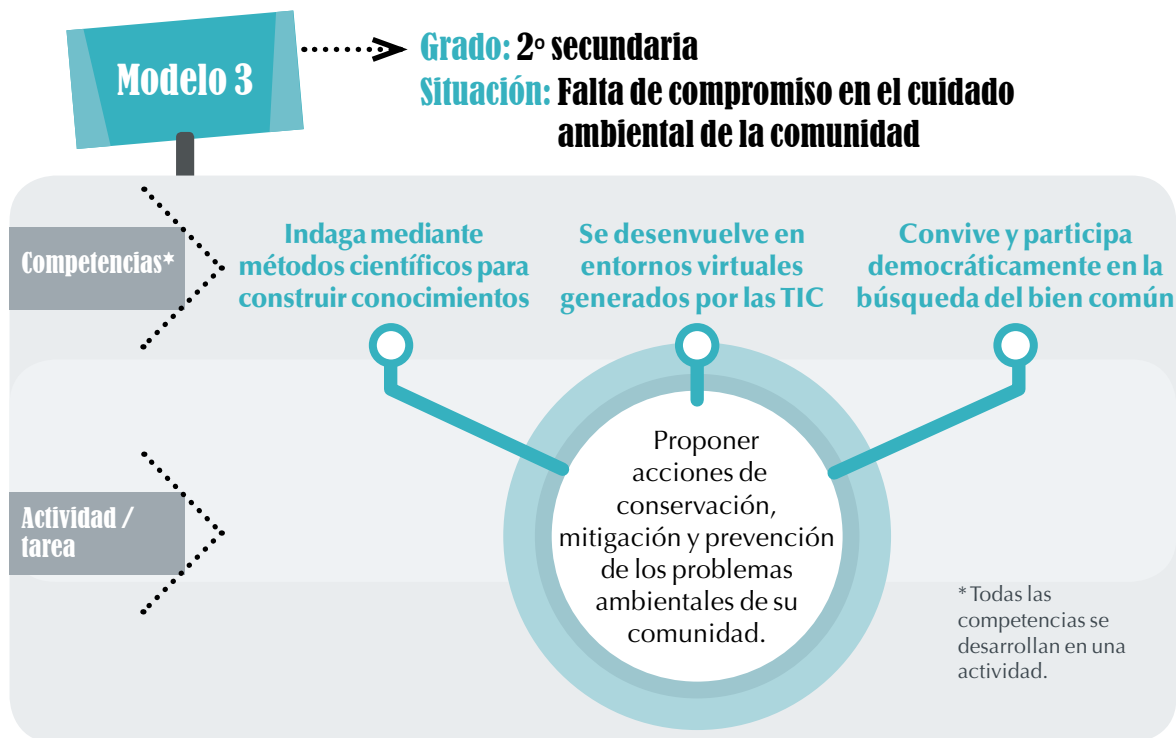 Modelo 3
Grado: 2º secundaria
Situación: Falta de compromiso en el cuidado
ambiental de la comunidad
Competencias*
Indaga mediante
métodos científicos para
construir conocimientos
Se desenvuelve en
entornos virtuales
generados por las TIC
Convive y participa
democráticamente en la
búsqueda del bien común
Actividad /
tarea
Proponer
acciones de
conservación,
mitigación y prevención
de los problemas
ambientales de su
comunidad.
* Todas las
competencias se
desarrollan en una
actividad.